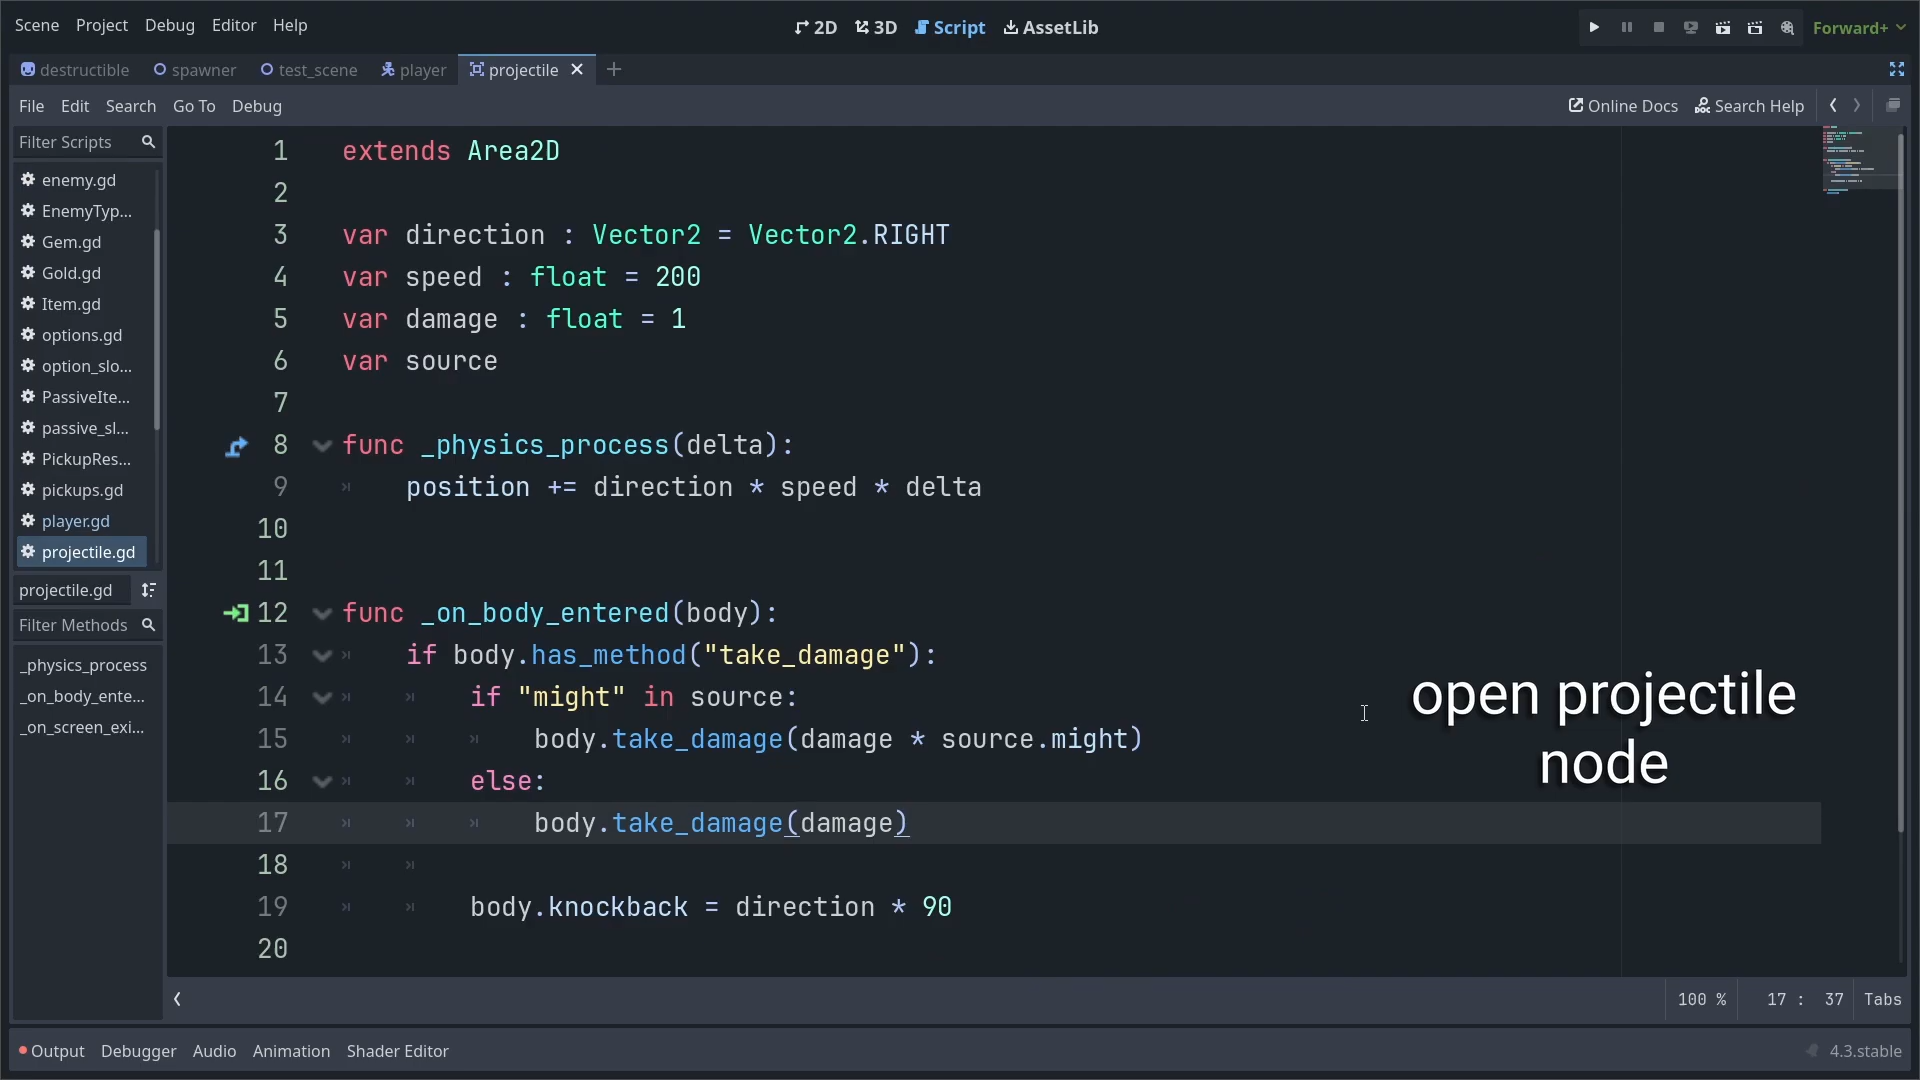 Scene Project Debug Editor Help 2D 3D Script AssetLib Forward+
destructible spawner test_scene player projectile
File Edit Search Go To Debug Online Docs Search Help
Filter Scripts
enemy.gd
EnemyTyp...
Gem.gd
Gold.gd
Item.gd
options.gd
option_slo...
PassiveIte...
passive_sl...
PickupRes...
pickups.gd
player.gd
projectile.gd
projectile.gd
Filter Methods
_physics_process
_on_body_ente...
_on_screen_exi...
1 extends Area2D
2
3 var direction : Vector2 = Vector2.RIGHT
4 var speed : float = 200
5 var damage : float = 1
6 var source
7
8 func _physics_process(delta):
9 position += direction * speed * delta
10
11
12 func _on_body_entered(body):
13 if body.has_method("take_damage"):
14 if "might" in source:
15 body.take_damage(damage * source.might)
16 else:
17 body.take_damage(damage)
18
19 body.knockback = direction * 90
20
open projectile
node
100 % 17 : 37 Tabs
Output Debugger Audio Animation Shader Editor 4.3.stable